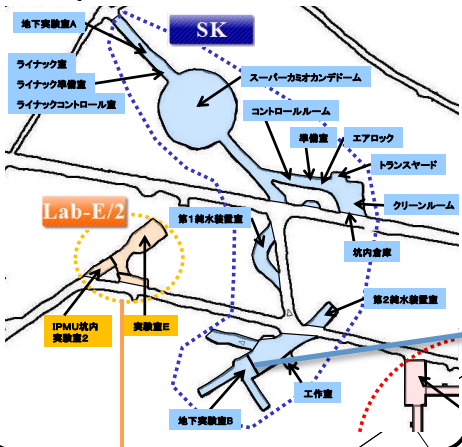 地下実験室A
SK
ライナック室
ライナック準備室
ライナックコントロール室
スーパーカミオカンデドーム
コントロールルーム
準備室
エアロック
トランスヤード
クリーンルーム
坑内倉庫
Lab-E/2
第1純水装置室
IPMU坑内
実験室2
実験室E
第2純水装置室
工作室
地下実験室B